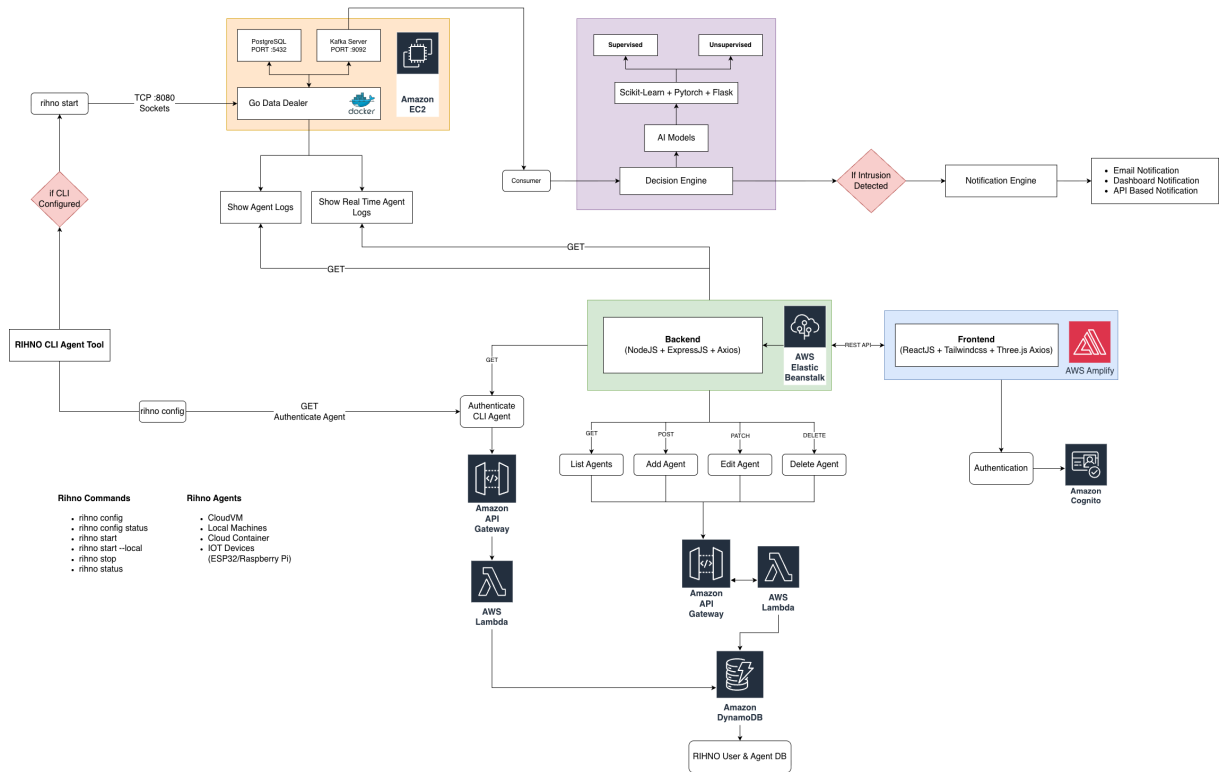 PostgreSQL
PORT :5432
Kafka Server
PORT :9092
Amazon
EC2
Go Data Dealer
docker
Supervised
Unsupervised
Scikit-Learn + Pytorch + Flask
AI Models
Decision Engine
Consumer
If Intrusion
Detected
Notification Engine
Email Notification
Dashboard Notification
API Based Notification
rihno start
TCP :8080
Sockets
if CLI
Configured
Show Agent Logs
Show Real Time Agent
Logs
GET
GET
RIHNO CLI Agent Tool
Backend
(NodeJS + ExpressJS + Axios)
AWS
Elastic
Beanstalk
REST API
Frontend
(ReactJS + Tailwindcss + Three.js Axios)
AWS Amplify
GET
rihno config
GET
Authenticate Agent
Authenticate
CLI Agent
GET
POST
PATCH
DELETE
List Agents
Add Agent
Edit Agent
Delete Agent
Authentication
Amazon
Cognito
Amazon
API
Gateway
Rihno Commands
rihno config
rihno config status
rihno start
rihno start --local
rihno stop
rihno status
Rihno Agents
CloudVM
Local Machines
Cloud Container
IOT Devices
(ESP32/Raspberry Pi)
AWS
Lambda
Amazon
API
Gateway
AWS
Lambda
Amazon
DynamoDB
RIHNO User & Agent DB